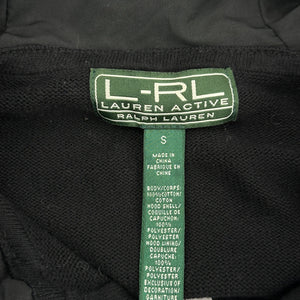 L-RL
LAUREN ACTIVE
RALPH LAUREN
S
MADE IN
CHINA
FABRIQUE EN
CHINE
BODY/CORPS:
100%COTTON/
COTON
HOOD SHELL/
COQUILLE DE
CAPUCHON:
100%
POLYESTER/
POLYESTER
HOOD LINING/
DOUBLURE
CAPUCHE: 100%
POLYESTER/
POLYESTER
EXCLUSIVE OF
DECORATION/
GARNITURE